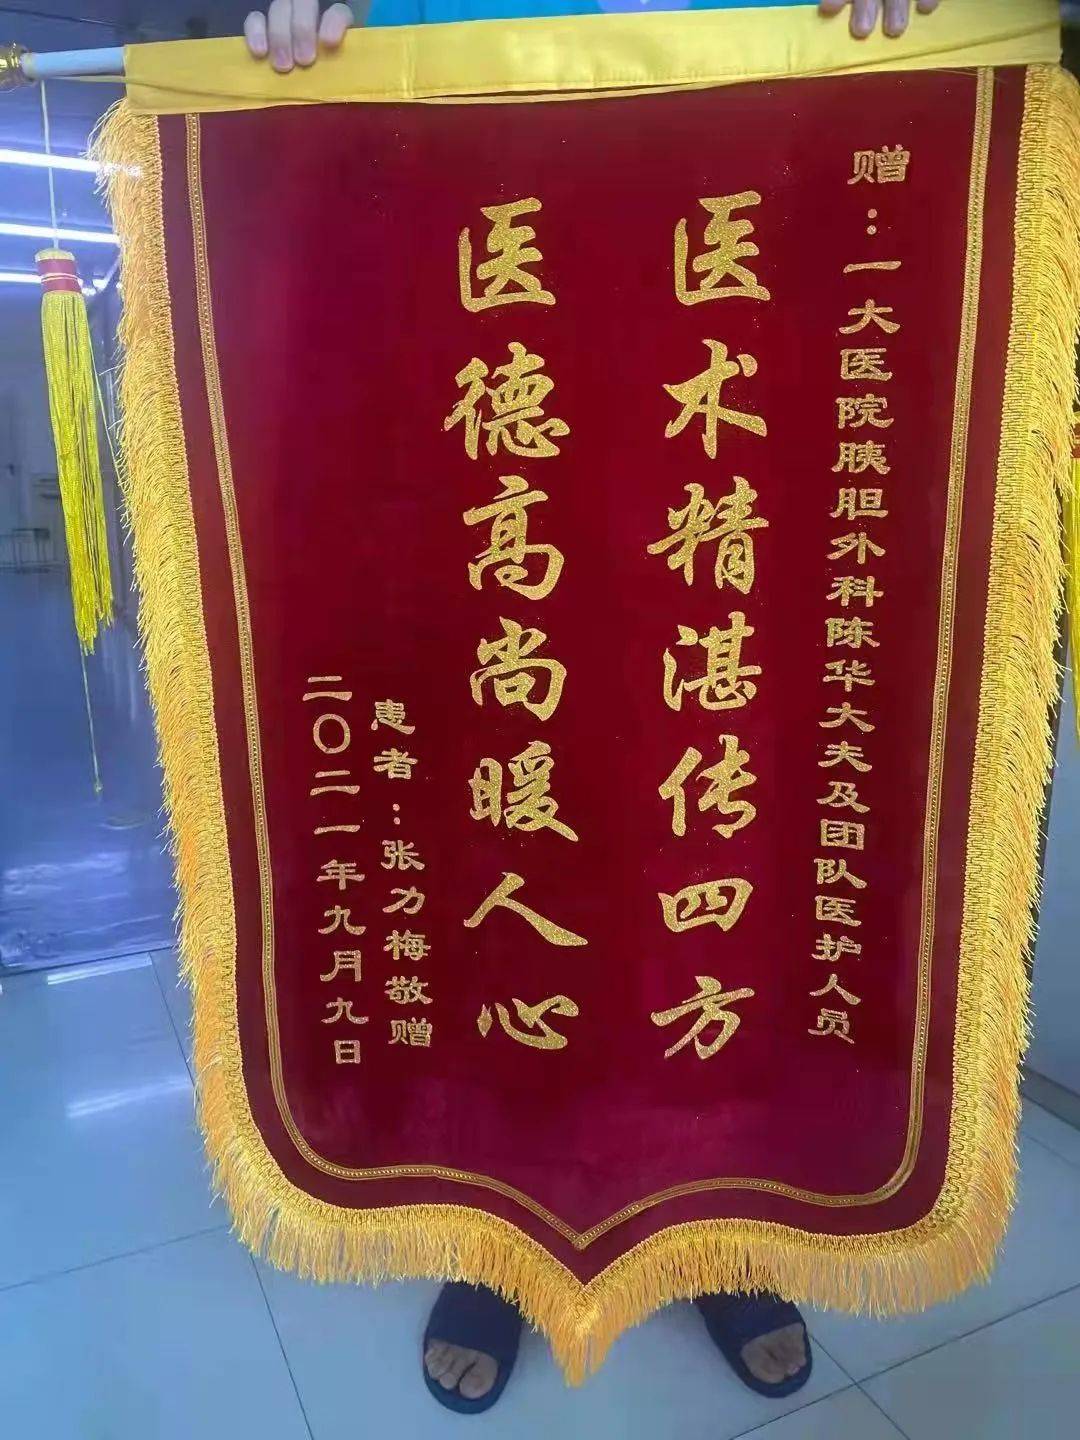 赠：一大医院胰胆外科陈华大夫及团队医护人员
医术精湛传四方
医德高尚暖人心
患者：张力梅敬赠
二〇二一年九月九日